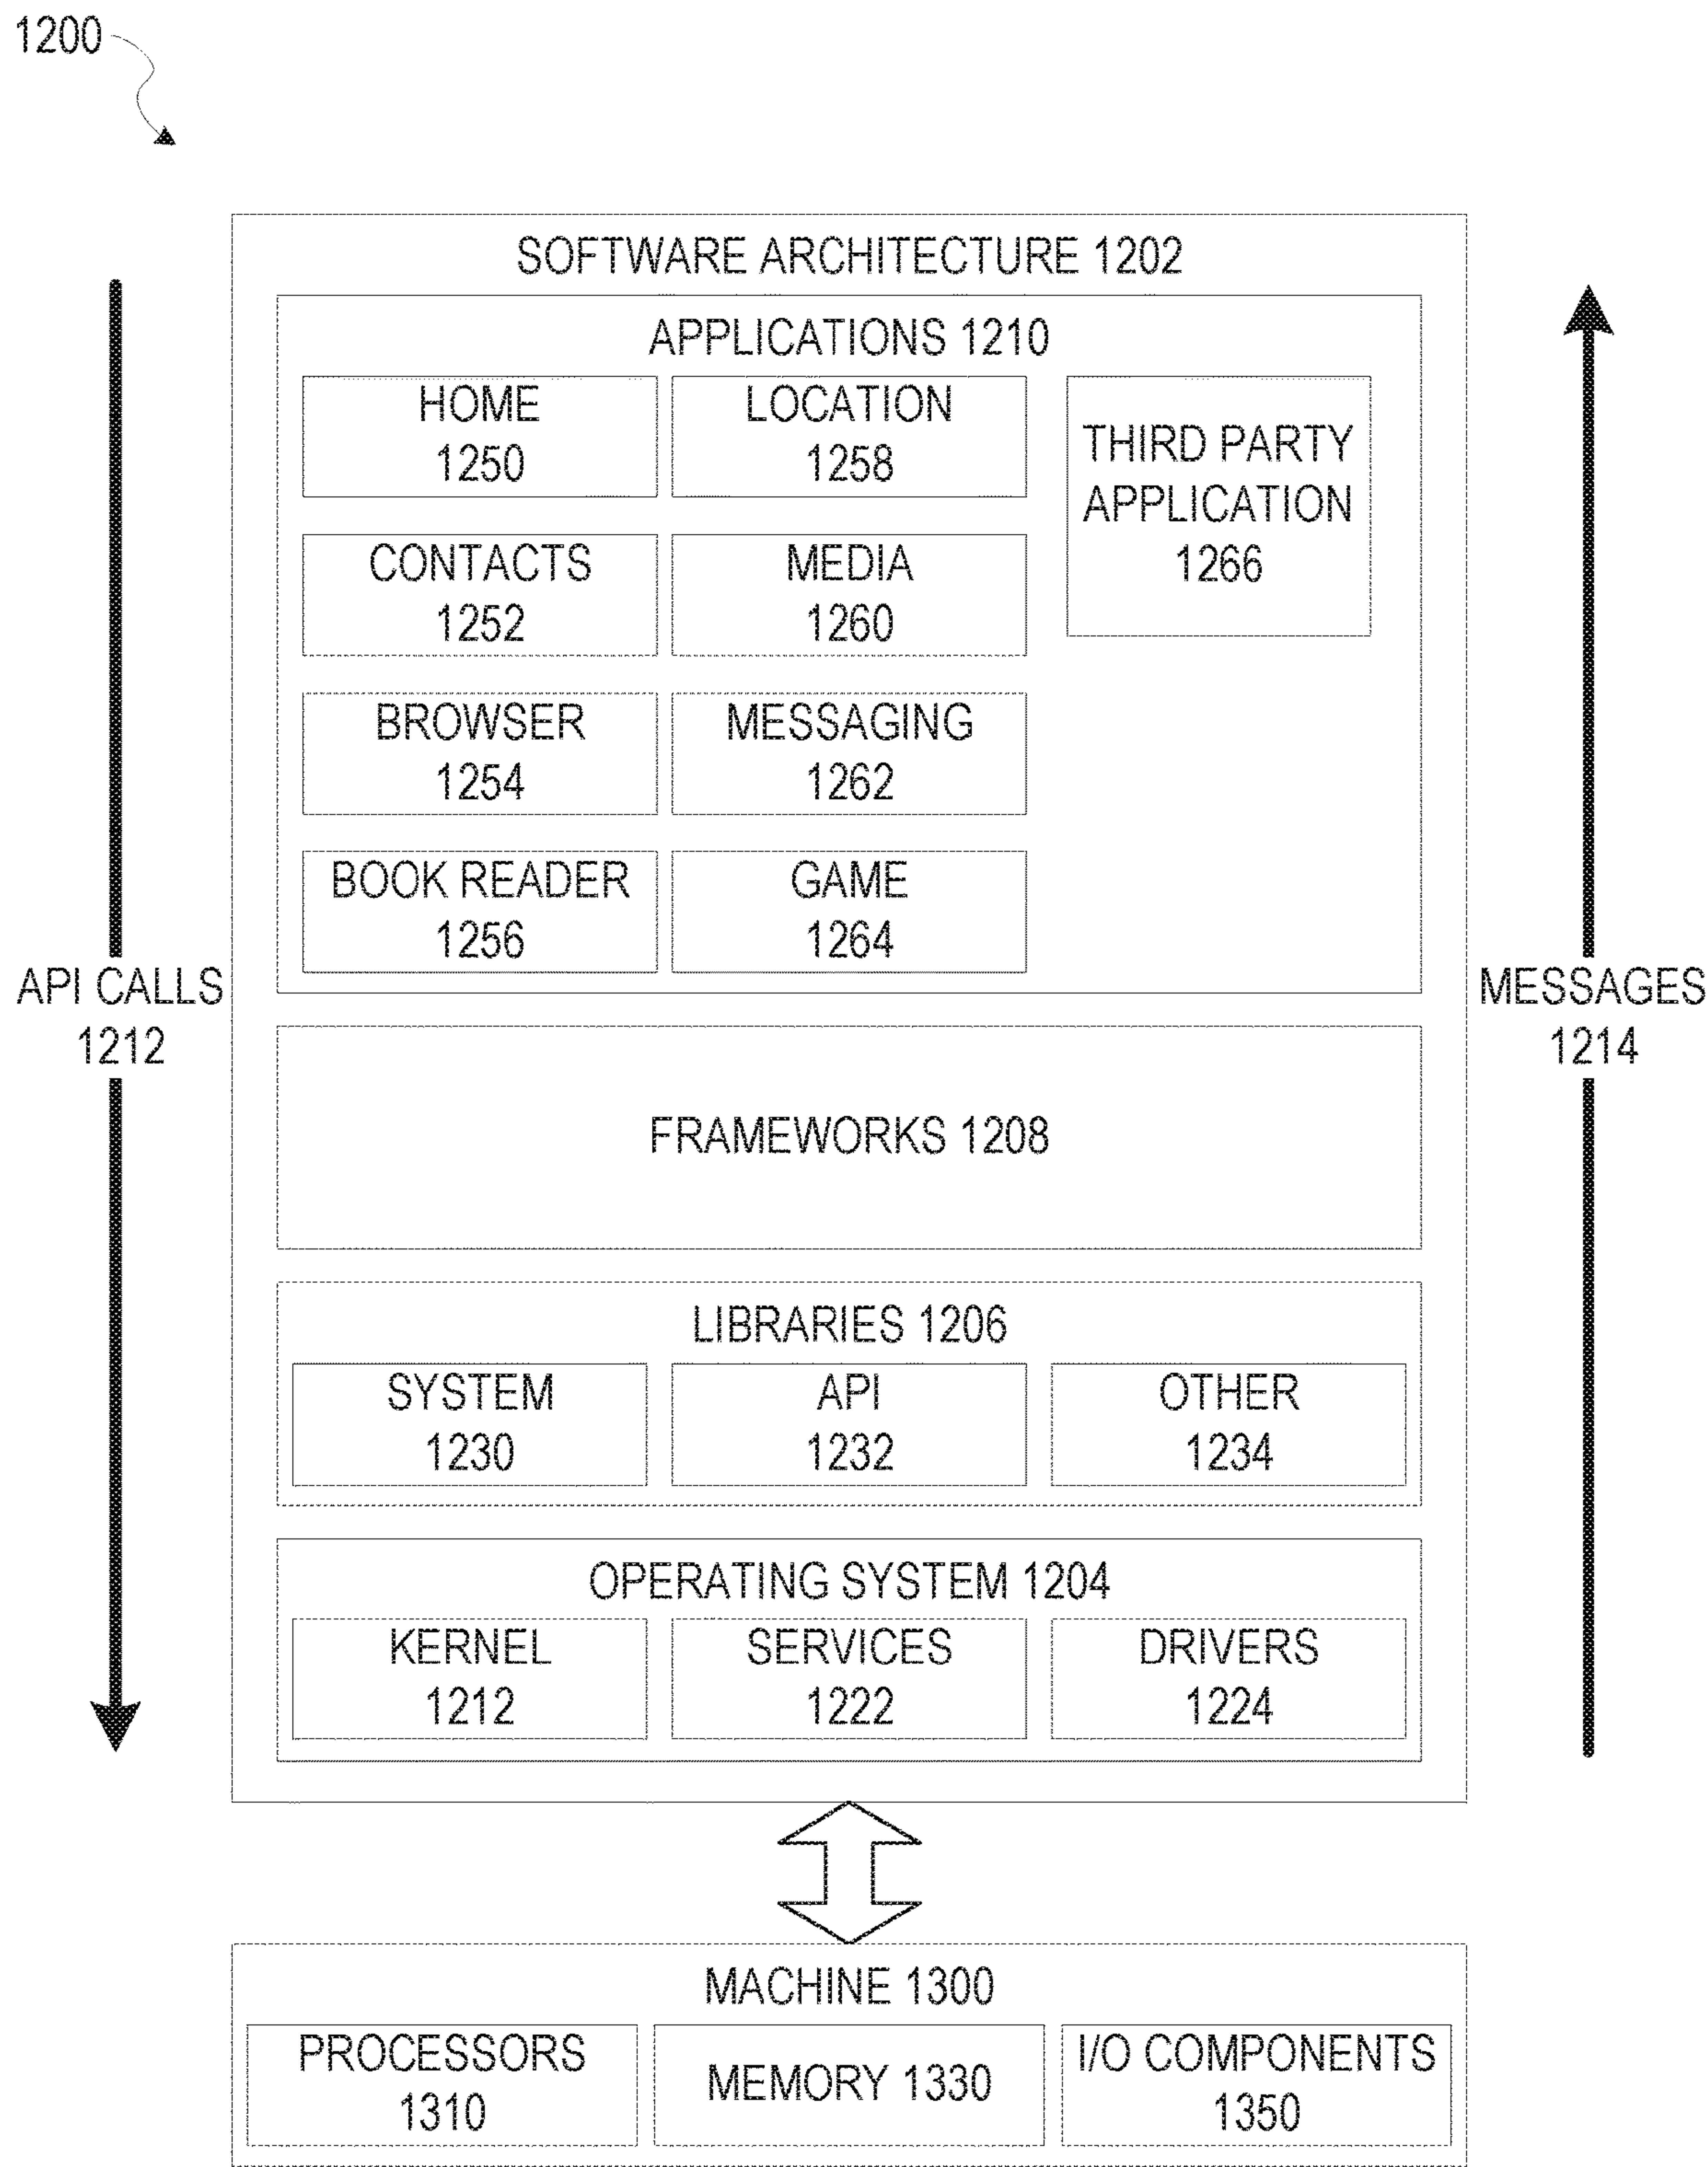 1200
SOFTWARE ARCHITECTURE 1202
APPLICATIONS 1210
HOME
1250
LOCATION
1258
THIRD PARTY
APPLICATION
1266
CONTACTS
1252
MEDIA
1260
BROWSER
1254
MESSAGING
1262
BOOK READER
1256
GAME
1264
API CALLS
1212
MESSAGES
1214
FRAMEWORKS 1208
LIBRARIES 1206
SYSTEM
1230
API
1232
OTHER
1234
OPERATING SYSTEM 1204
KERNEL
1212
SERVICES
1222
DRIVERS
1224
MACHINE 1300
PROCESSORS
1310
MEMORY 1330
I/O COMPONENTS
1350